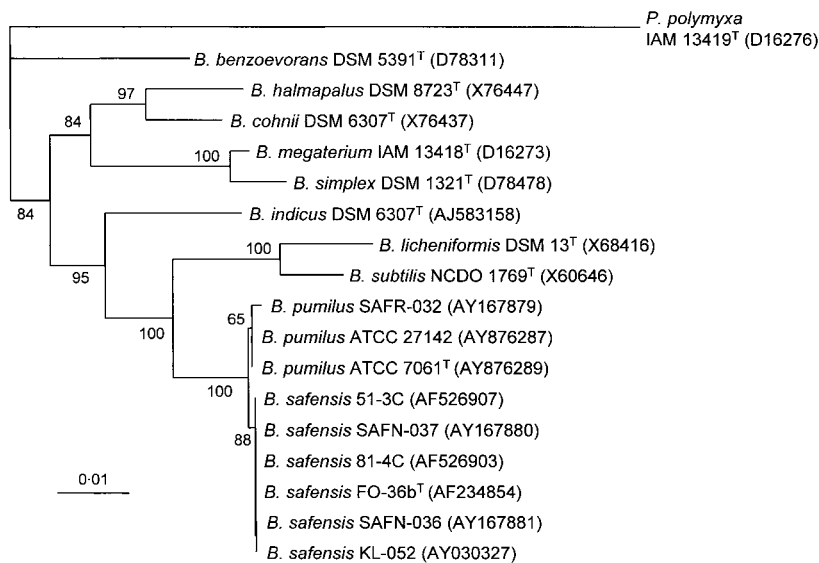 P. polymyxa
IAM 13419ᵀ (D16276)
B. benzoevorans DSM 5391ᵀ (D78311)
97
B. halmapalus DSM 8723ᵀ (X76447)
B. cohnii DSM 6307ᵀ (X76437)
84
100
B. megaterium IAM 13418ᵀ (D16273)
B. simplex DSM 1321ᵀ (D78478)
84
B. indicus DSM 6307ᵀ (AJ583158)
100
B. licheniformis DSM 13ᵀ (X68416)
95
B. subtilis NCDO 1769ᵀ (X60646)
B. pumilus SAFR-032 (AY167879)
65
100
B. pumilus ATCC 27142 (AY876287)
B. pumilus ATCC 7061ᵀ (AY876289)
100
B. safensis 51-3C (AF526907)
B. safensis SAFN-037 (AY167880)
88
B. safensis 81-4C (AF526903)
0·01
B. safensis FO-36bᵀ (AF234854)
B. safensis SAFN-036 (AY167881)
B. safensis KL-052 (AY030327)